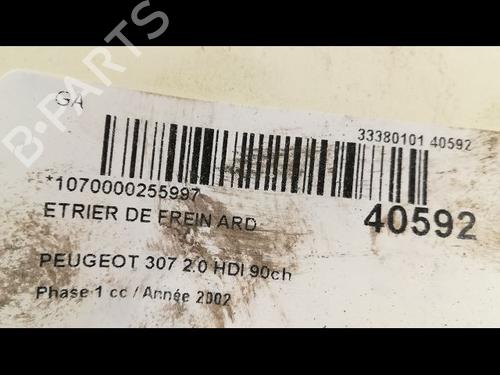 B-PARTS
GA
33380101 40592
*1070000255997
ETRIER DE FREIN ARD
40592
PEUGEOT 307 2.0 HDI 90ch
Phase 1 cc / Année 2002